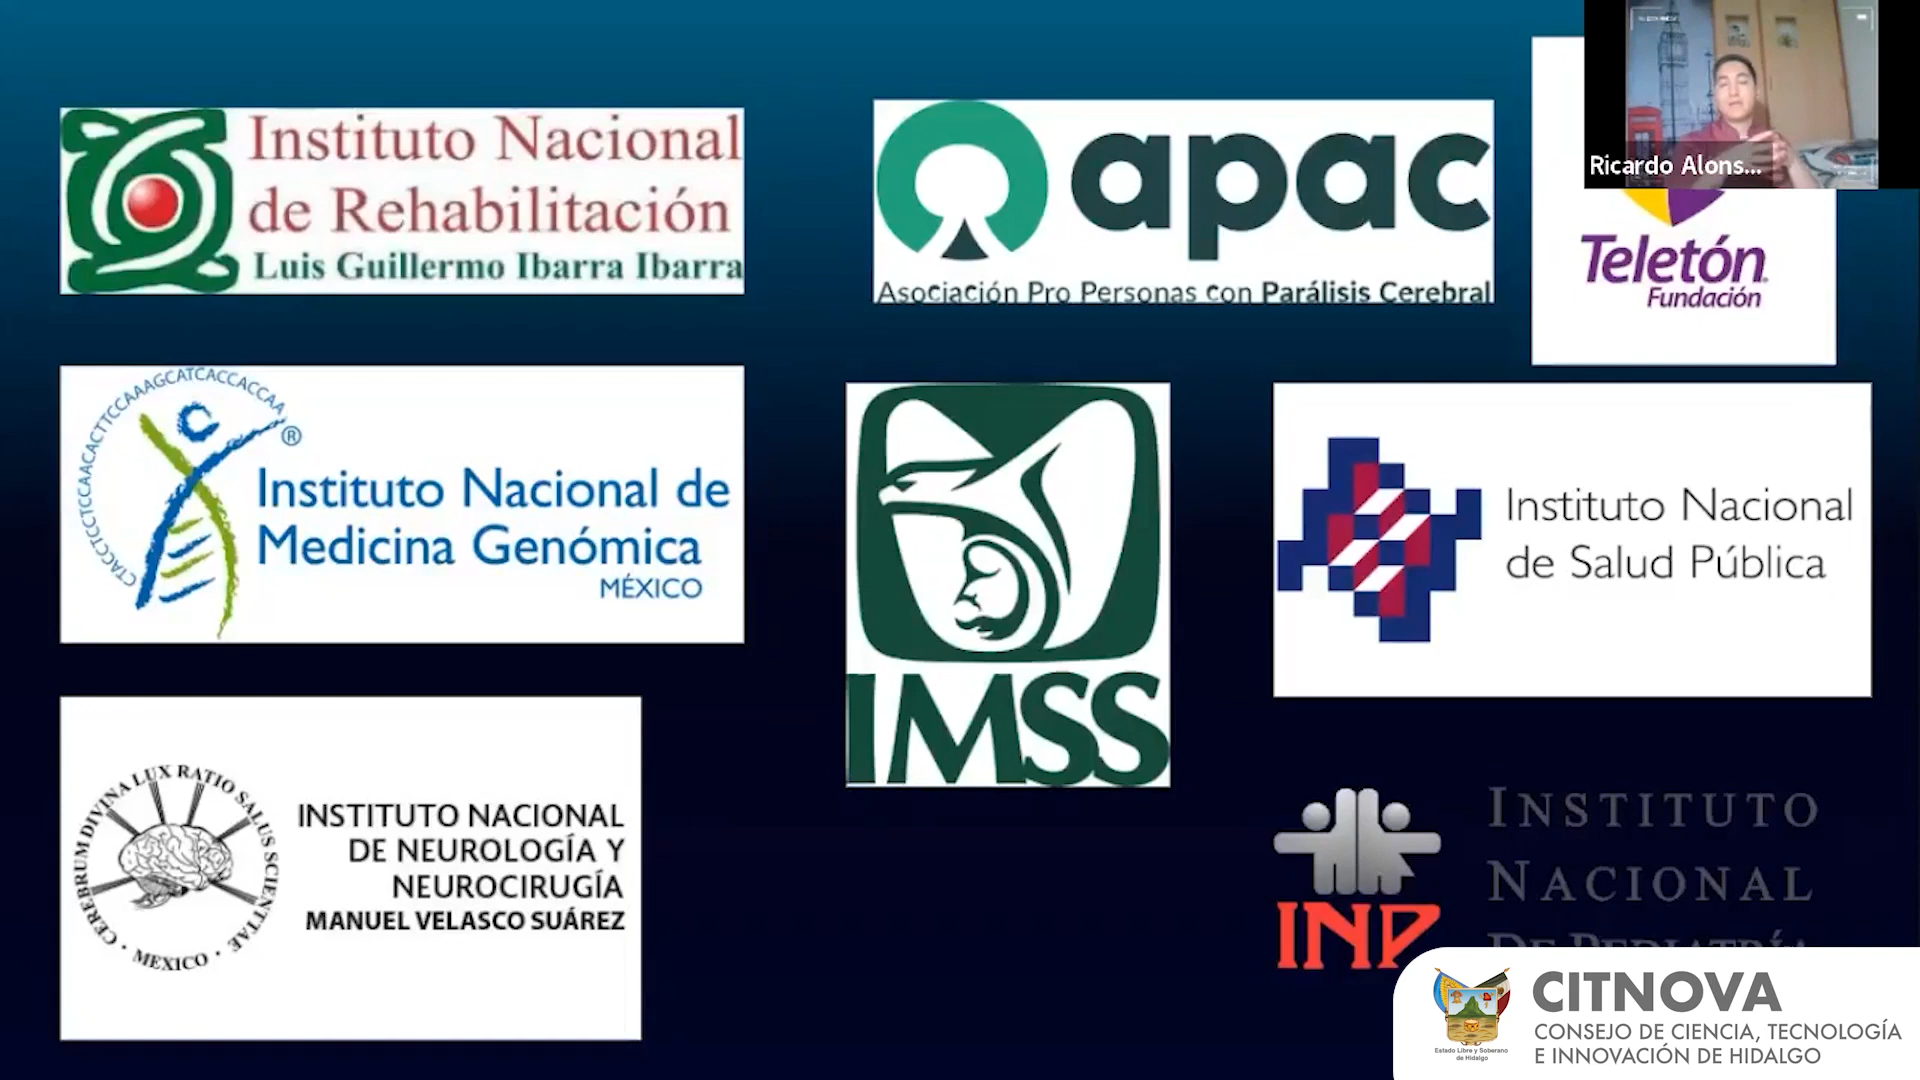 Instituto Nacional
de Rehabilitación
Luis Guillermo Ibarra Ibarra
apac
Asociación Pro Personas con Parálisis Cerebral
Ricardo Alons...
Teletón
Fundación
CTACCTCCTCCAACACTTCCAAAGCATCACCACCAA
®
Instituto Nacional de
Medicina Genómica
MÉXICO
IMSS
Instituto Nacional
de Salud Pública
CEREBRUM DIVINA LUX RATIO SALUS SCIENTIAE
· MEXICO ·
INSTITUTO NACIONAL
DE NEUROLOGÍA Y
NEUROCIRUGÍA
MANUEL VELASCO SUÁREZ
INP
INSTITUTO
NACIONAL
DE PEDIATRÍA
Estado Libre y Soberano
de Hidalgo
CITNOVA
CONSEJO DE CIENCIA, TECNOLOGÍA
E INNOVACIÓN DE HIDALGO